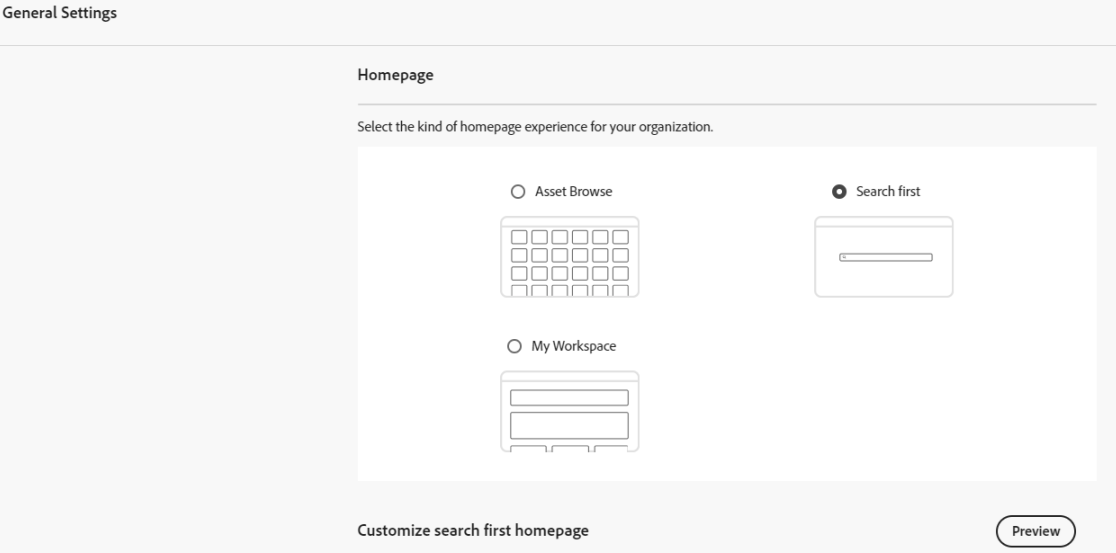 General Settings
Homepage
Select the kind of homepage experience for your organization.
Asset Browse
Search first
My Workspace
Customize search first homepage
Preview